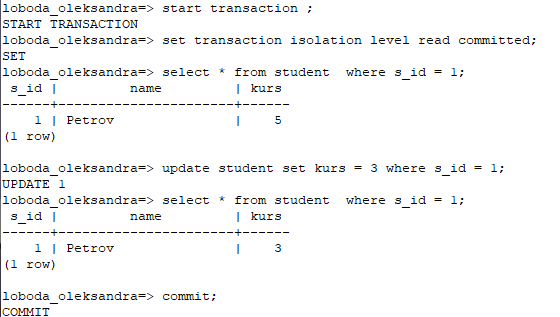 loboda_oleksandra=> start transaction ;
START TRANSACTION
loboda_oleksandra=> set transaction isolation level read committed;
SET
loboda_oleksandra=> select * from student  where s_id = 1;
 s_id |         name         | kurs
------+----------------------+------
    1 | Petrov               |    5
(1 row)

loboda_oleksandra=> update student set kurs = 3 where s_id = 1;
UPDATE 1
loboda_oleksandra=> select * from student  where s_id = 1;
 s_id |         name         | kurs
------+----------------------+------
    1 | Petrov               |    3
(1 row)

loboda_oleksandra=> commit;
COMMIT